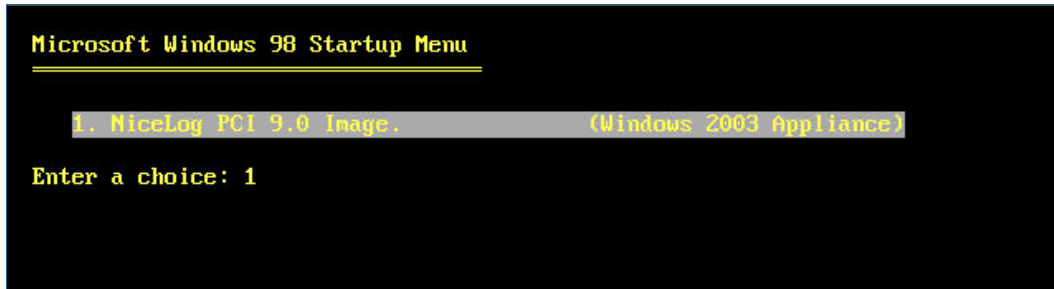 Microsoft Windows 98 Startup Menu
1. NiceLog PCI 9.0 Image. (Windows 2003 Appliance)
Enter a choice: 1